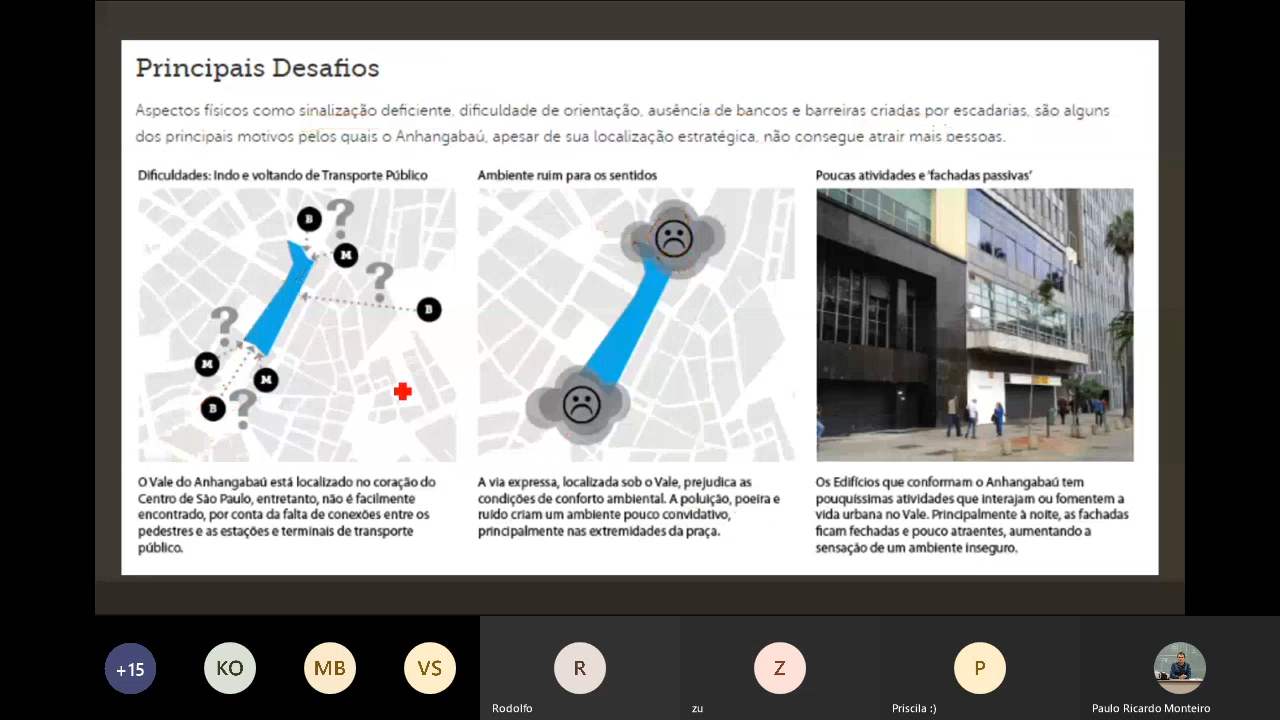 Principais Desafios
Aspectos físicos como sinalização deficiente, dificuldade de orientação, ausência de bancos e barreiras criadas por escadarias, são alguns
dos principais motivos pelos quais o Anhangabaú, apesar de sua localização estratégica, não consegue atrair mais pessoas.
Dificuldades: Indo e voltando de Transporte Público
B
?
M
?
B
?
M
M
B
?
O Vale do Anhangabaú está localizado no coração do
Centro de São Paulo, entretanto, não é facilmente
encontrado, por conta da falta de conexões entre os
pedestres e as estações e terminais de transporte
público.
Ambiente ruim para os sentidos
A via expressa, localizada sob o Vale, prejudica as
condições de conforto ambiental. A poluição, poeira e
ruído criam um ambiente pouco convidativo,
principalmente nas extremidades da praça.
Poucas atividades e 'fachadas passivas'
Os Edifícios que conformam o Anhangabaú tem
pouquíssimas atividades que interajam ou fomentem a
vida urbana no Vale. Principalmente à noite, as fachadas
ficam fechadas e pouco atraentes, aumentando a
sensação de um ambiente inseguro.
+15
KO
MB
VS
R
Rodolfo
Z
zu
P
Priscila :)
Paulo Ricardo Monteiro